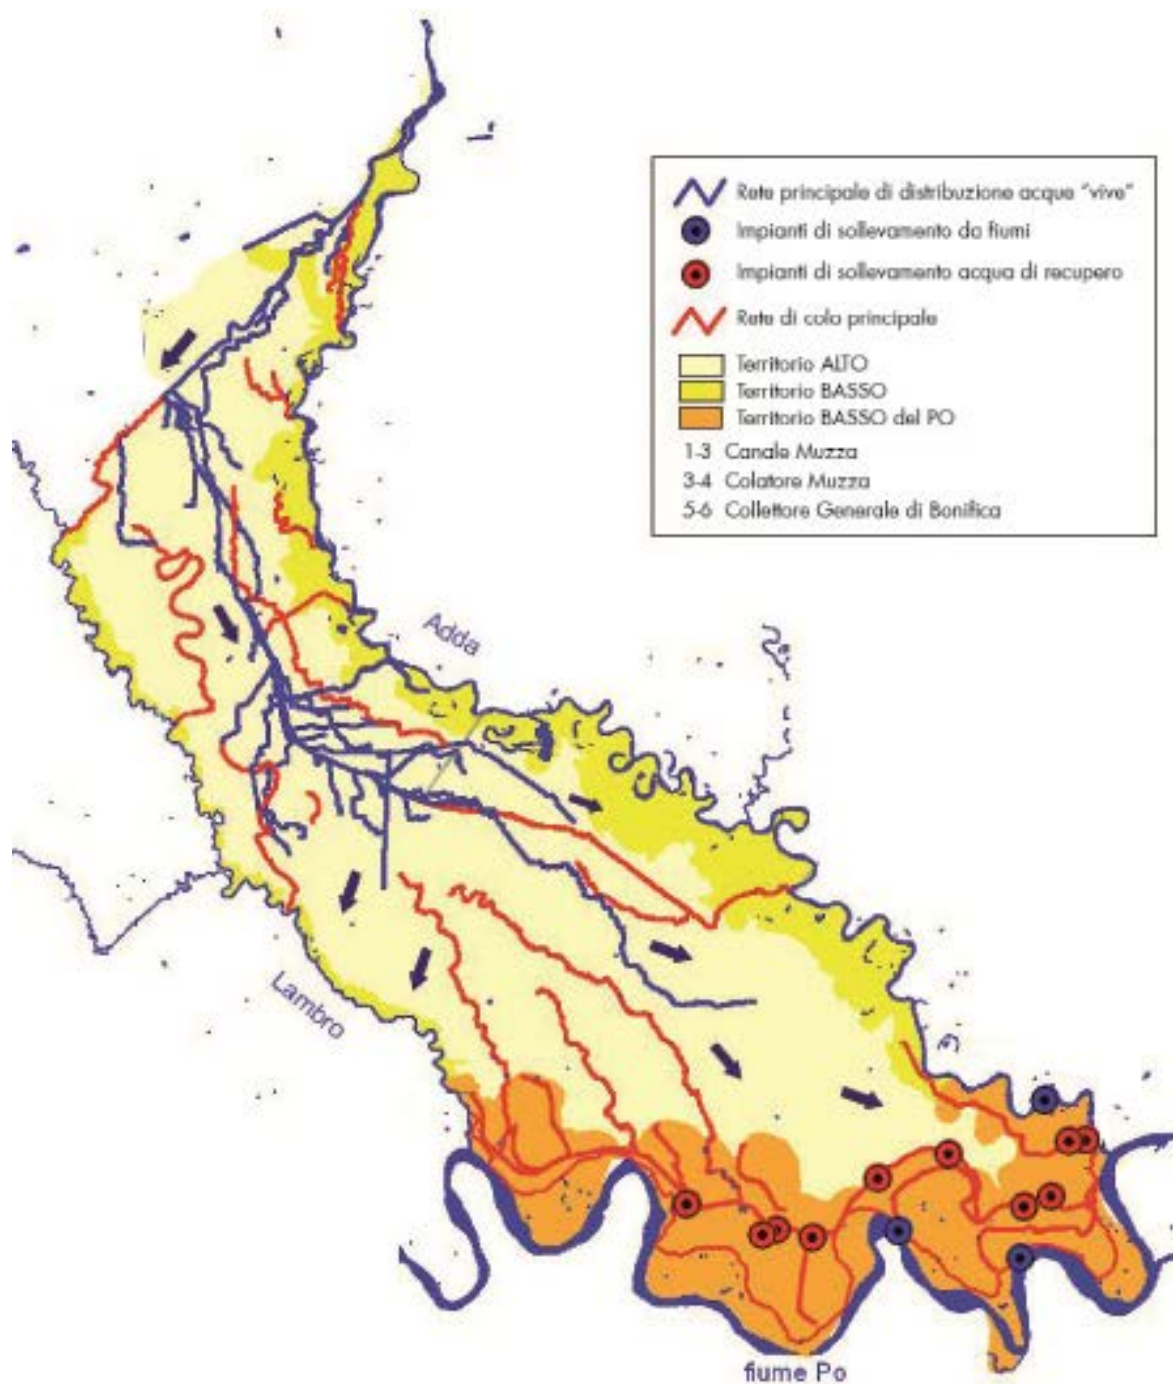 Rete principale di distribuzione acque "vive"
Impianti di sollevamento da fiumi
Impianti di sollevamento acqua di recupero
Rete di colo principale
Territorio ALTO
Territorio BASSO
Territorio BASSO del PO
1-3 Canale Muzza
3-4 Colatore Muzza
5-6 Collettore Generale di Bonifica
Adda
Lambro
fiume Po